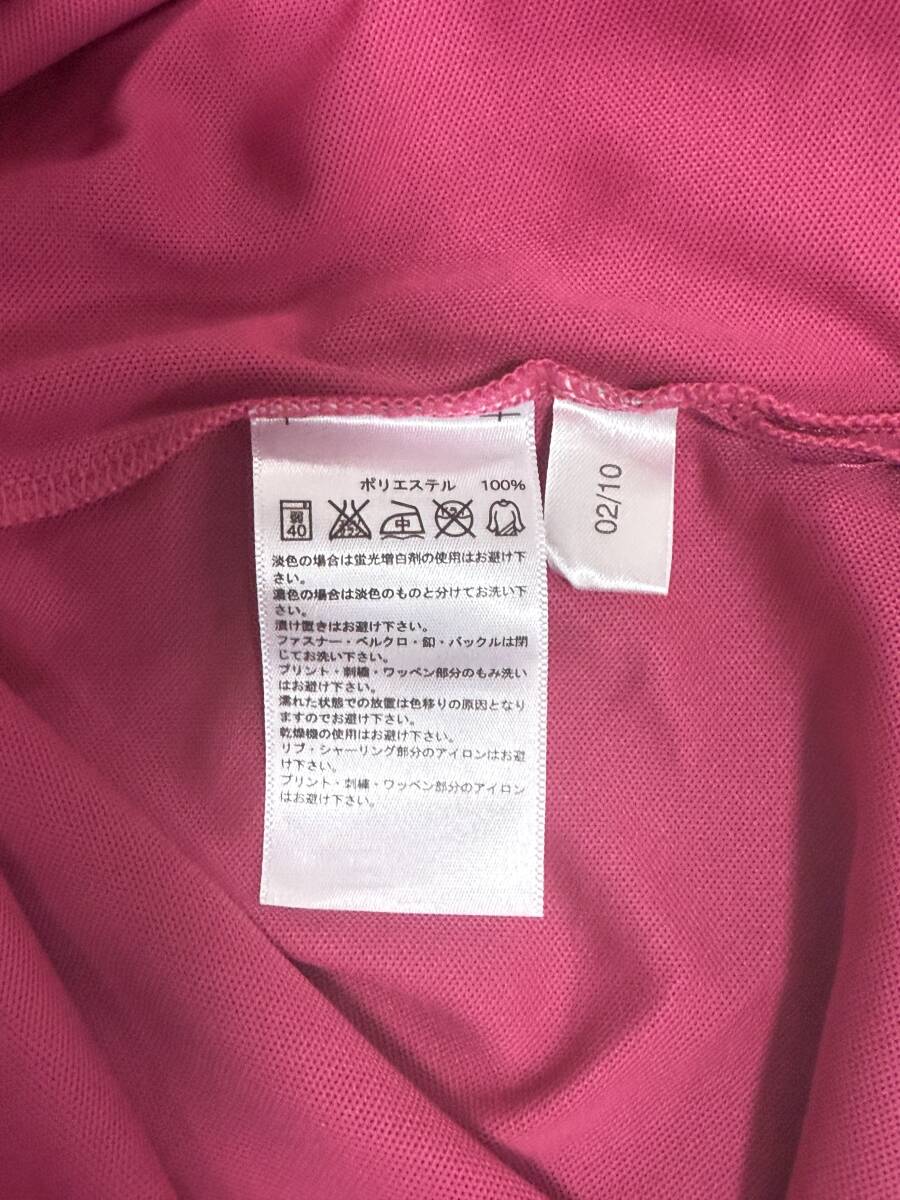 ポリエステル 100%
弱
40
中
淡色の場合は蛍光増白剤の使用はお避け下
さい。
濃色の場合は淡色のものと分けてお洗い下
さい。
漬け置きはお避け下さい。
ファスナー・ベルクロ・釦・バックルは閉
じてお洗い下さい。
プリント・刺繍・ワッペン部分のもみ洗い
はお避け下さい。
濡れた状態での放置は色移りの原因となり
ますのでお避け下さい。
乾燥機の使用はお避け下さい。
リブ・シャーリング部分のアイロンはお避
け下さい。
プリント・刺繍・ワッペン部分のアイロン
はお避け下さい。
02/10